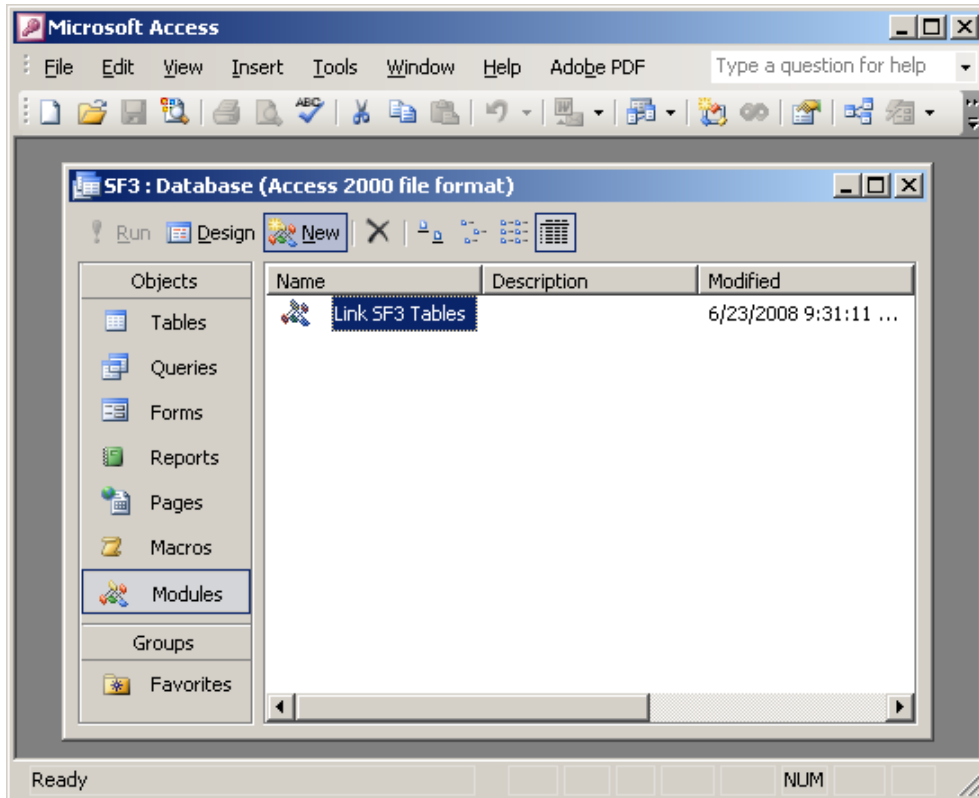 Microsoft Access
File Edit View Insert Tools Window Help Adobe PDF Type a question for help
ABC
SF3 : Database (Access 2000 file format)
Run Design New
Objects
Name Description Modified
Link SF3 Tables 6/23/2008 9:31:11 ...
Tables
Queries
Forms
Reports
Pages
Macros
Modules
Groups
Favorites
Ready NUM